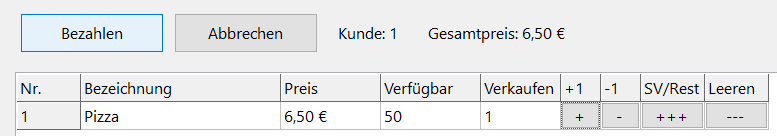 Bezahlen Abbrechen Kunde: 1 Gesamtpreis: 6,50 €
Nr. Bezeichnung Preis Verfügbar Verkaufen +1 -1 SV/Rest Leeren
1 Pizza 6,50 € 50 1 + - +++ ---